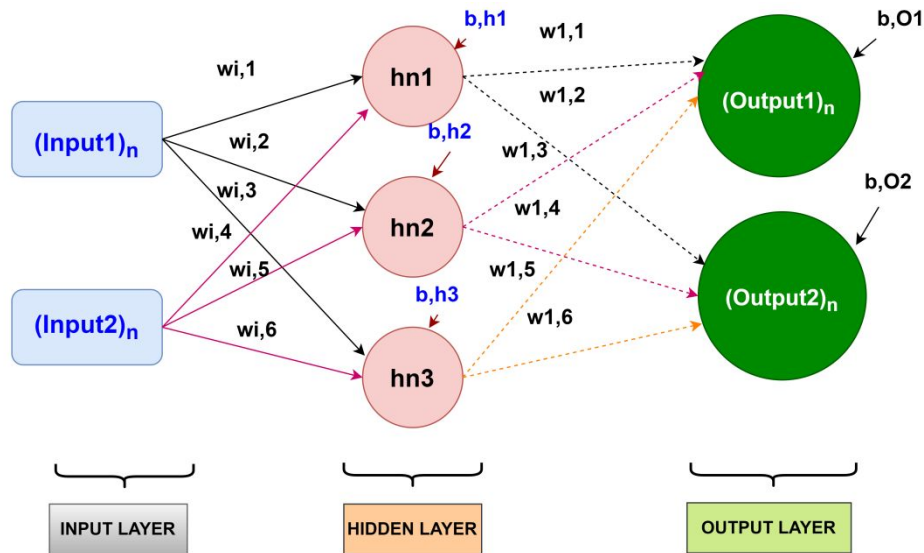 b,h1
w1,1
b,O1
wi,1
hn1
w1,2
(Output1)n
(Input1)n
wi,2
b,h2
w1,3
wi,3
b,O2
wi,4
hn2
w1,4
wi,5
w1,5
b,h3
(Input2)n
wi,6
w1,6
(Output2)n
hn3
INPUT LAYER
HIDDEN LAYER
OUTPUT LAYER